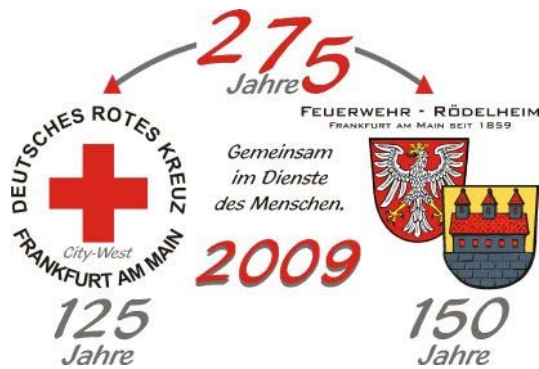 275
Jahre
DEUTSCHES ROTES KREUZ
City-West
FRANKFURT AM MAIN
125
Jahre
Gemeinsam
im Dienste
des Menschen.
2009
FEUERWEHR - RÖDELHEIM
FRANKFURT AM MAIN SEIT 1859
150
Jahre